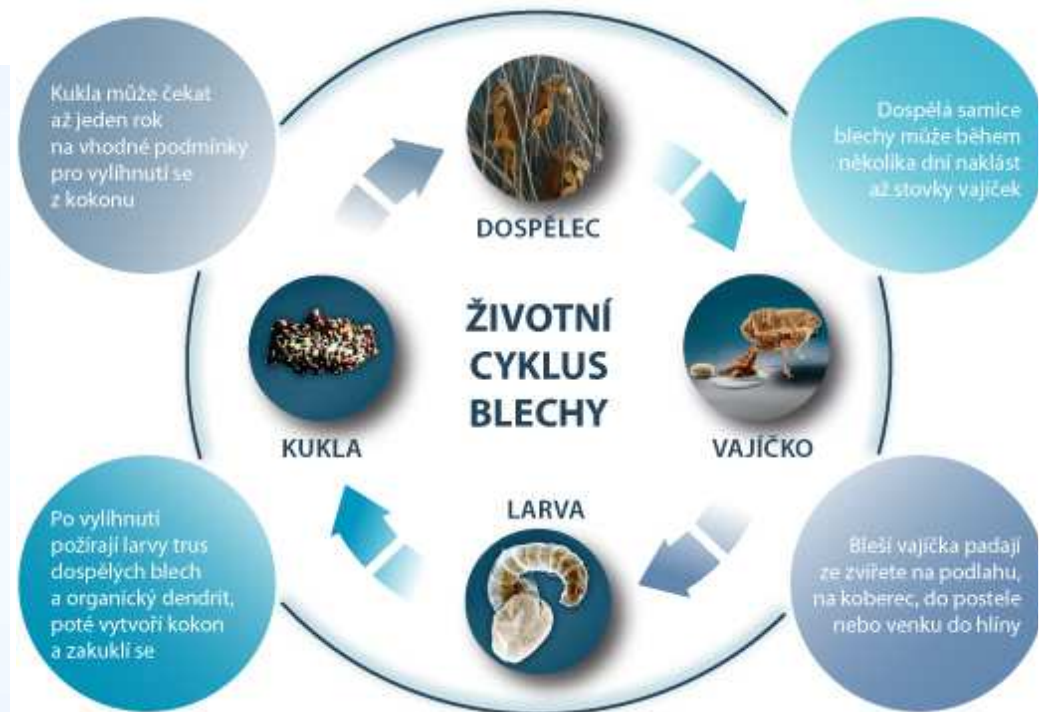 Kukla může čekat
až jeden rok
na vhodné podmínky
pro vylíhnutí se
z kokonu
DOSPĚLEC
Dospělá samice
blechy může během
několika dní naklást
až stovky vajíček
ŽIVOTNÍ
CYKLUS
BLECHY
KUKLA
VAJÍČKO
LARVA
Po vylíhnutí
požírají larvy trus
dospělých blech
a organický dendrit,
poté vytvoří kokon
a zakuklí se
Bleší vajíčka padají
ze zvířete na podlahu,
na koberec, do postele
nebo venku do hlíny